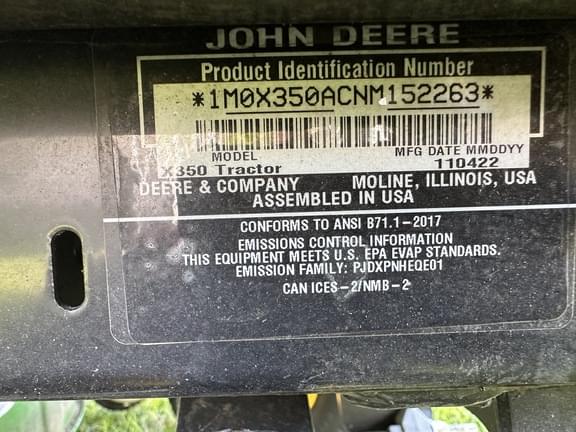 JOHN DEERE
Product Identification Number
*1M0X350ACNM152263*
MODEL MFG DATE MMDDYY
X350 Tractor 110422
DEERE & COMPANY MOLINE, ILLINOIS, USA
ASSEMBLED IN USA
CONFORMS TO ANSI B71.1-2017
EMISSIONS CONTROL INFORMATION
THIS EQUIPMENT MEETS U.S. EPA EVAP STANDARDS.
EMISSION FAMILY: PJDXPNHEQE01
CAN ICES-2/NMB-2